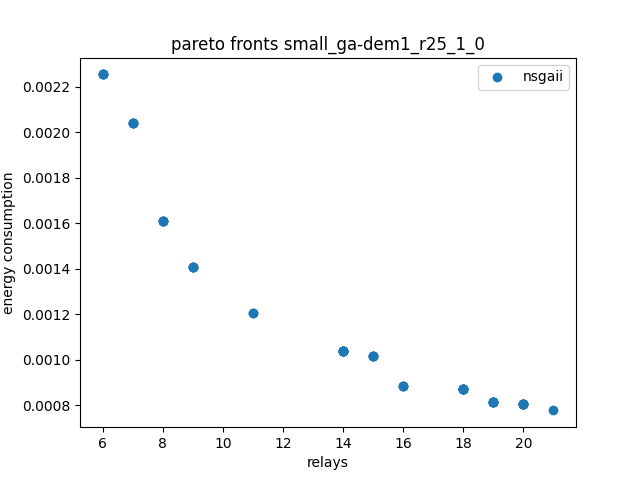 pareto fronts small_ga-dem1_r25_1_0
nsgaii
energy consumption
0.0022
0.0020
0.0018
0.0016
0.0014
0.0012
0.0010
0.0008
6 8 10 12 14 16 18 20
relays